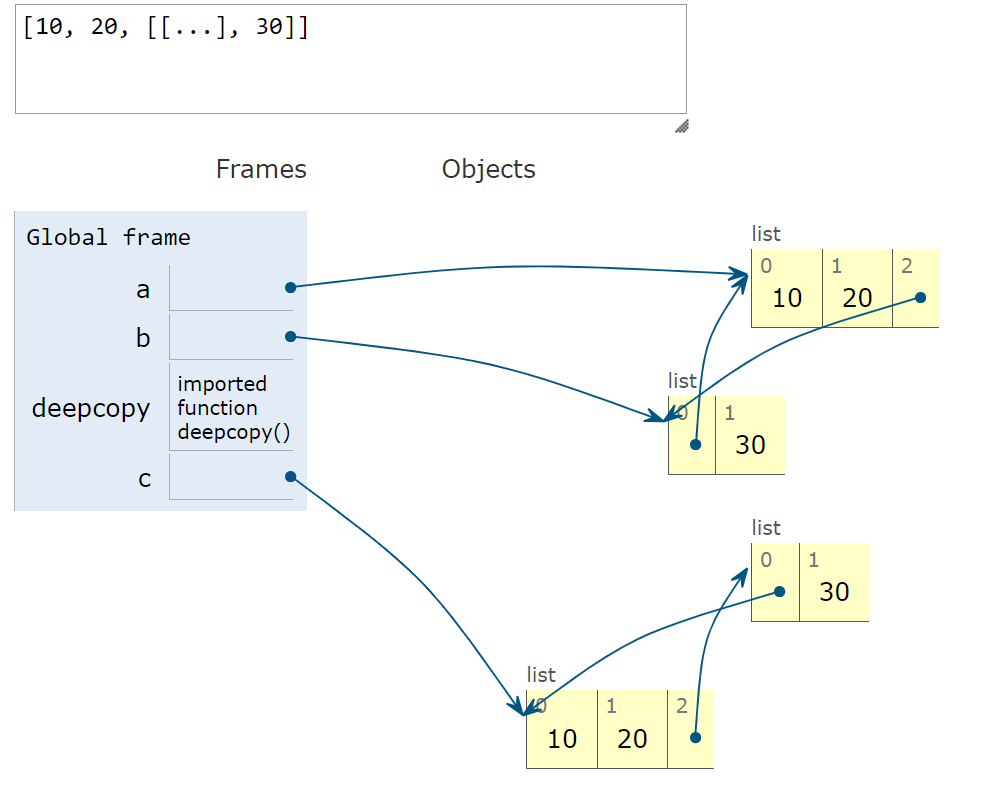 [10, 20, [[...], 30]]
Frames Objects
Global frame
a
b
deepcopy
imported
function
deepcopy()
c
list
0 1 2
10 20
list
0 1
30
list
0 1
30
list
0 1 2
10 20